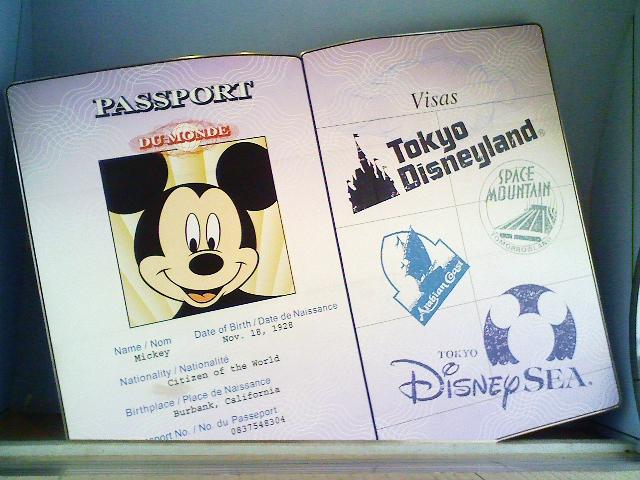 PASSPORT
DU MONDE
Name / Nom
Mickey
Date of Birth / Date de Naissance
Nov. 18, 1928
Nationality / Nationalité
Citizen of the World
Birthplace / Place de Naissance
Burbank, California
port No. / No. du Passeport
0837548304
Visas
Tokyo
Disneyland®
SPACE
MOUNTAIN
TOMORROWLAND
Arabian Coast
TOKYO
DISNEYSEA.